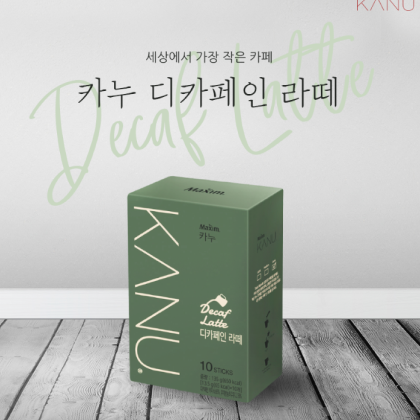 KANU
세상에서 가장 작은 카페
카누 디카페인 라떼
Decaf Latte
Maxim
KANU
Maxim
카누
Decaf
Latte
디카페인 라떼
10 STICKS